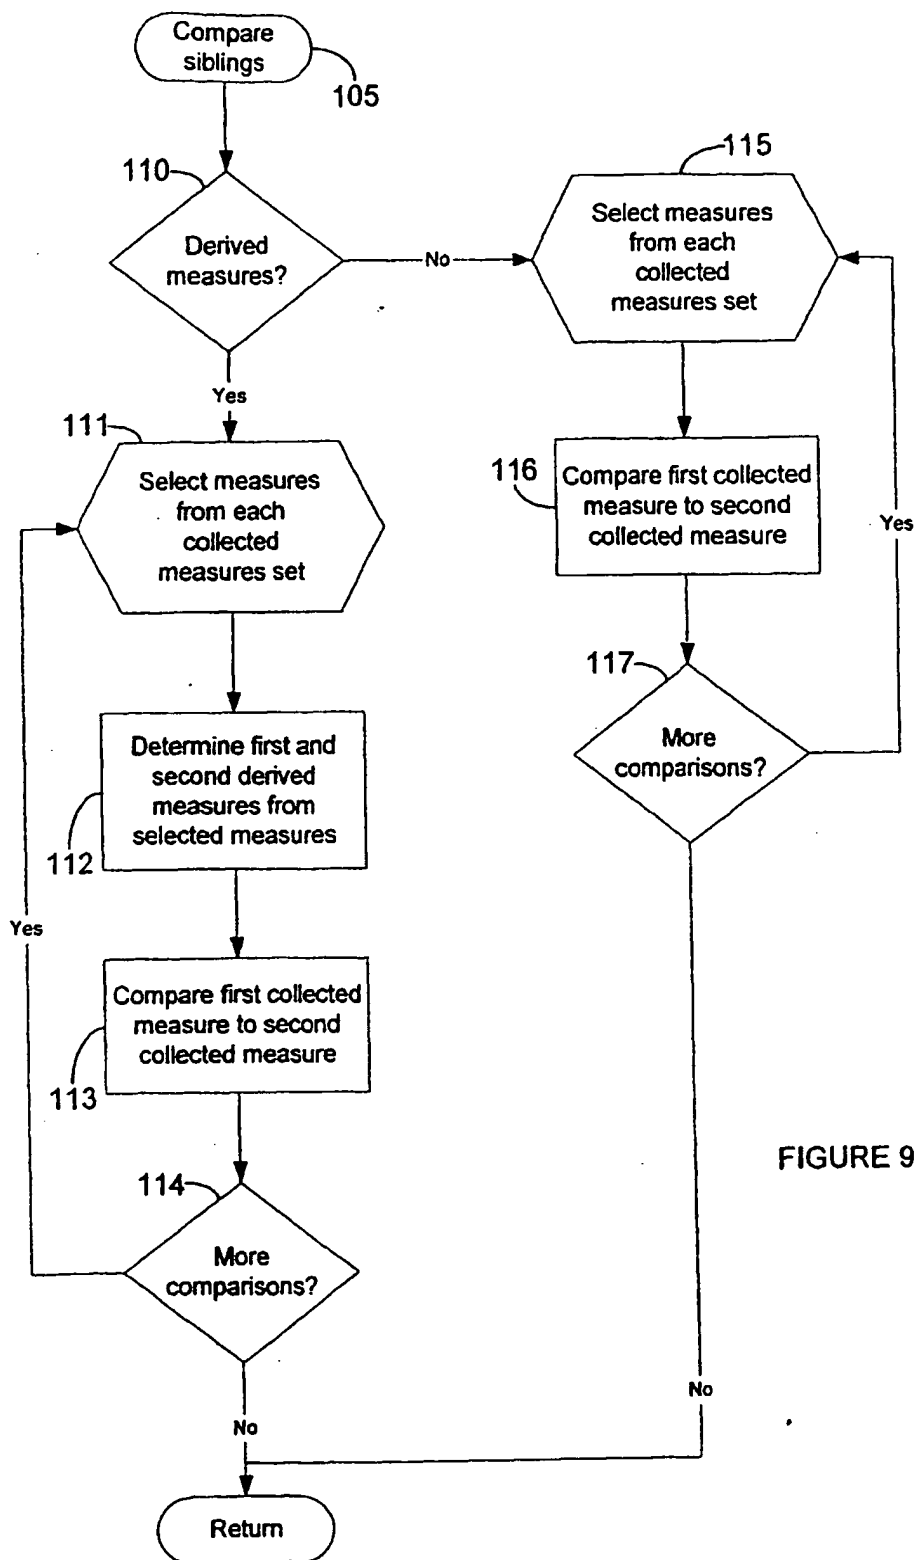 Compare
siblings
105
110
Derived
measures?
No
115
Select measures
from each
collected
measures set
Yes
111
Select measures
from each
collected
measures set
116
Compare first collected
measure to second
collected measure
Yes
117
More
comparisons?
Determine first and
second derived
measures from
selected measures
112
Yes
Compare first collected
measure to second
collected measure
113
FIGURE 9
114
More
comparisons?
No
No
Return